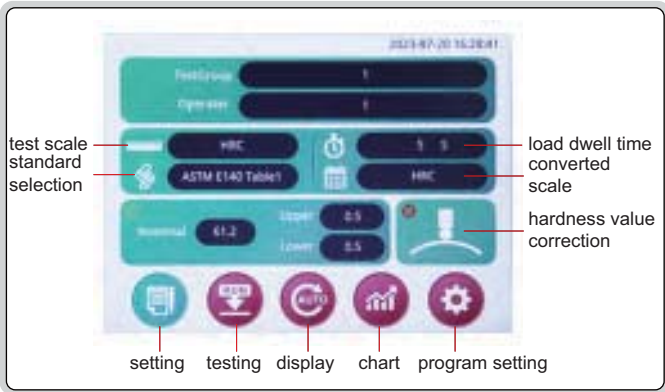 2023-07-20 16:28:41
TestGroup 1
Operator 1
test scale
standard
selection
HRC
5 S
ASTM E140 Table1
HRC
load dwell time
converted
scale
Nominal 61.2
Upper 0.5
Lower 0.5
hardness value
correction
RUN
AUTO
setting testing display chart program setting